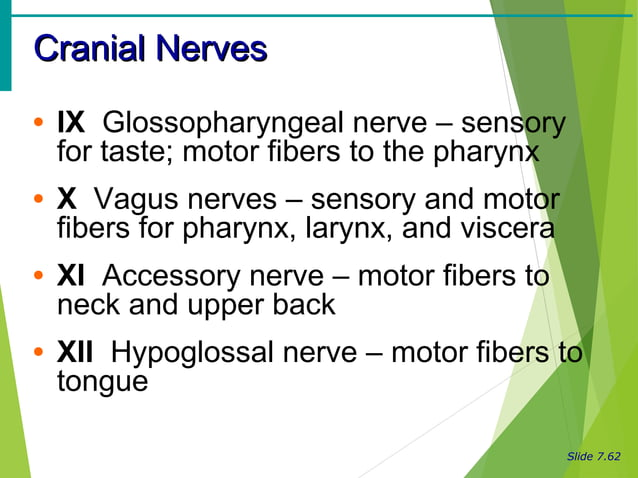 Cranial Nerves
• IX Glossopharyngeal nerve – sensory
for taste; motor fibers to the pharynx
• X Vagus nerves – sensory and motor
fibers for pharynx, larynx, and viscera
• XI Accessory nerve – motor fibers to
neck and upper back
• XII Hypoglossal nerve – motor fibers to
tongue
Slide 7.62